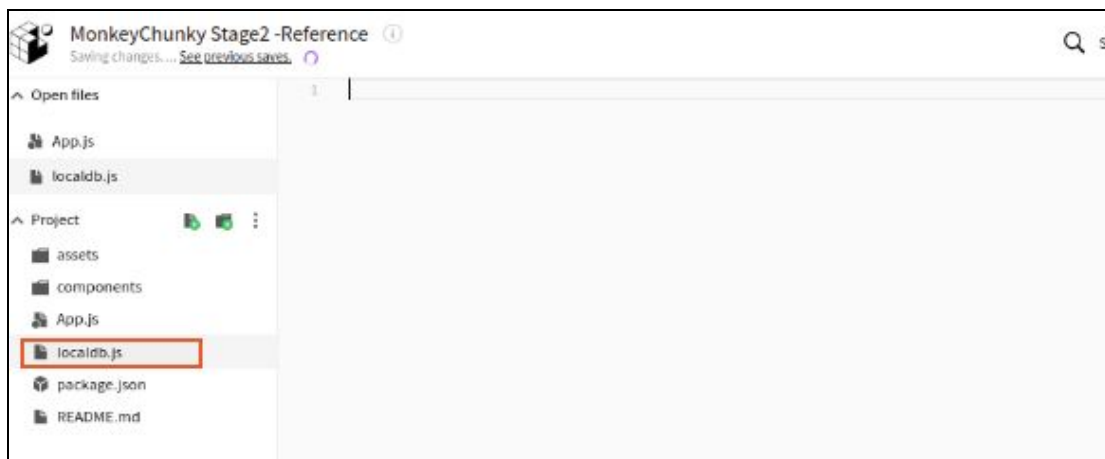 MonkeyChunky Stage2 -Reference
Saving changes.... See previous saves.
Open files
1
App.js
localdb.js
Project
assets
components
App.js
localdb.js
package.json
README.md